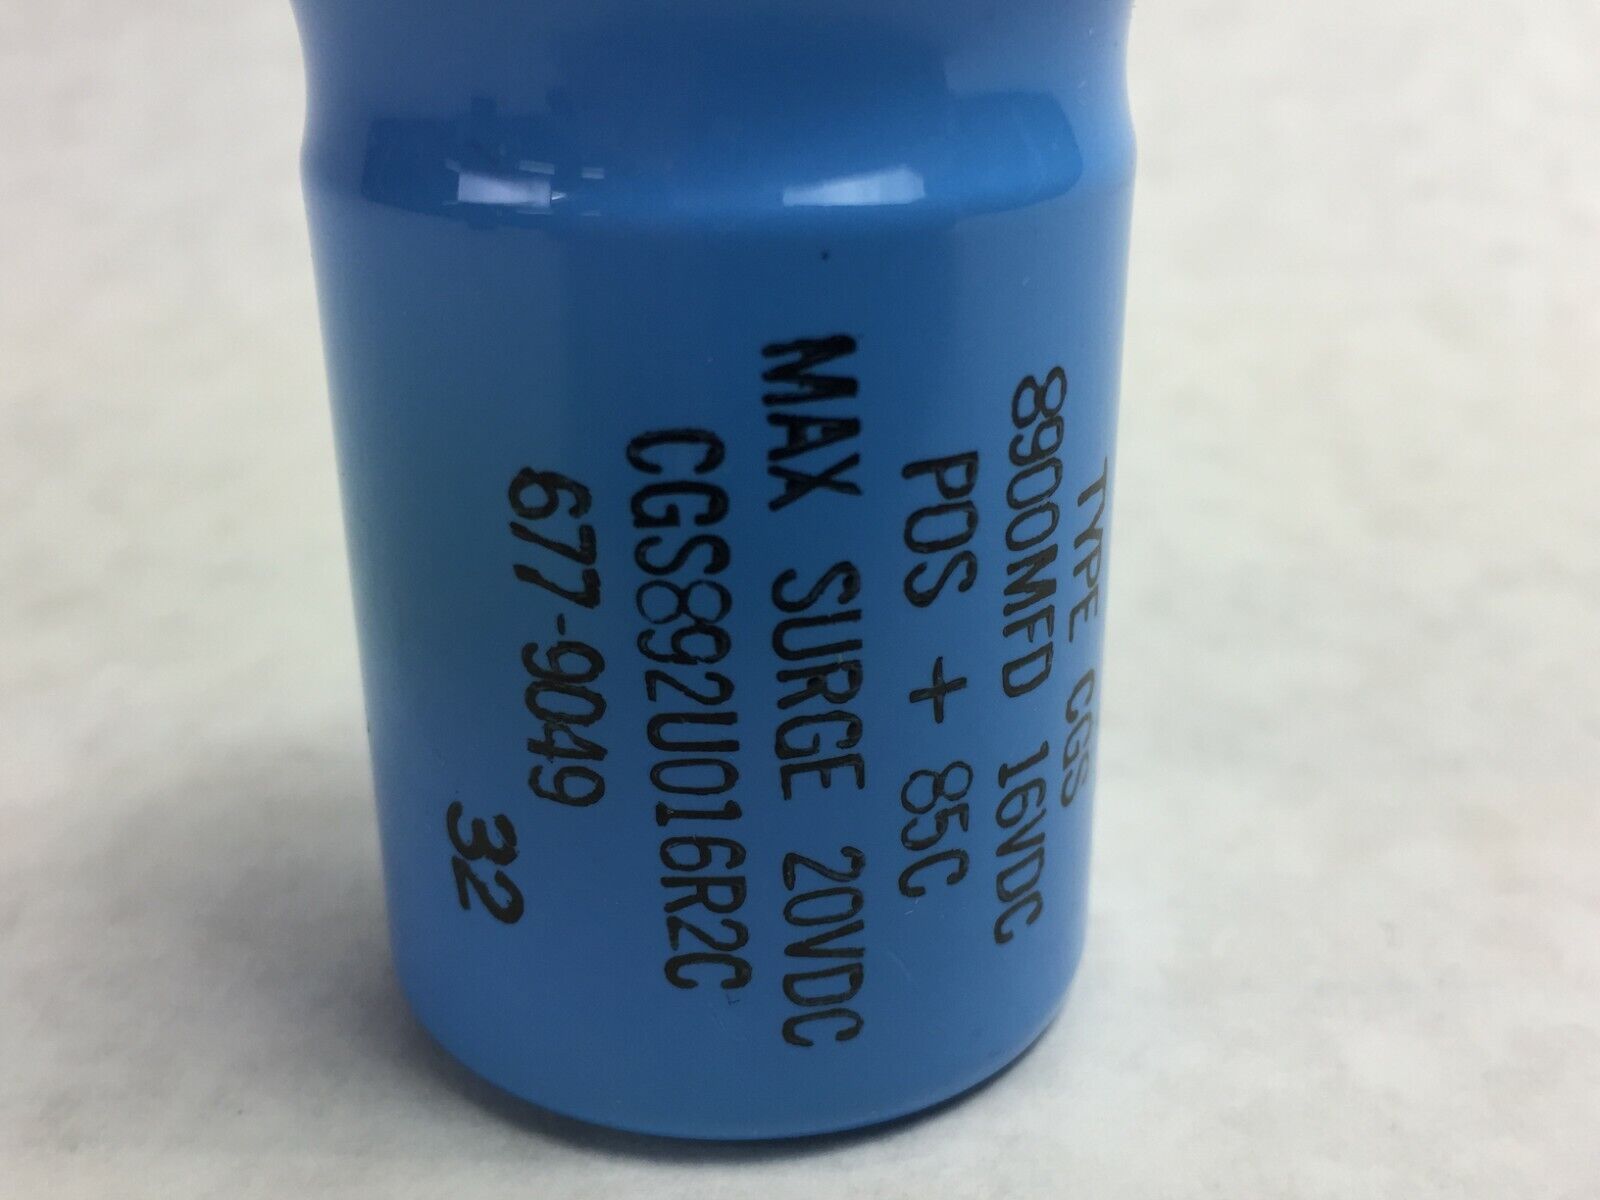 TYPE CGS
8900MFD 16VDC
POS + 85C
MAX SURGE 20VDC
CGS892U016R2C
677-9049
32